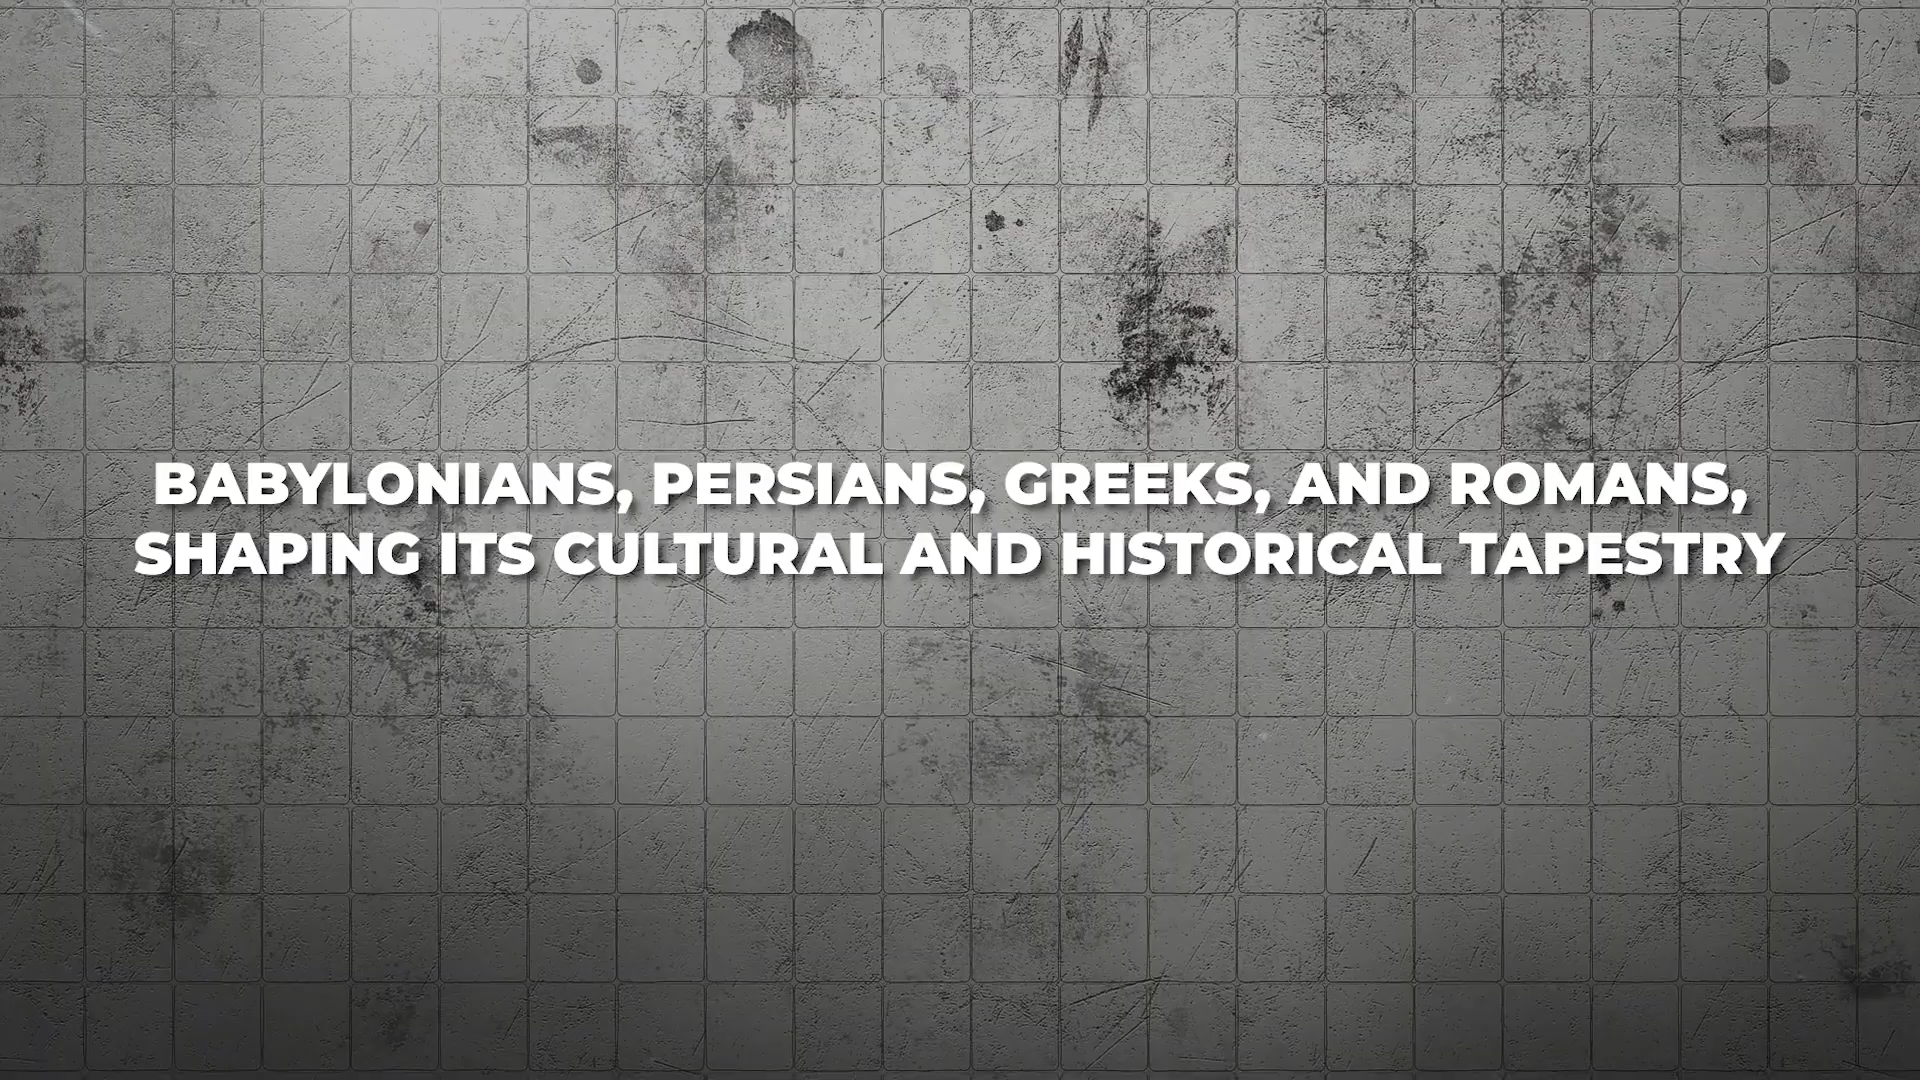 BABYLONIANS, PERSIANS, GREEKS, AND ROMANS,
SHAPING ITS CULTURAL AND HISTORICAL TAPESTRY